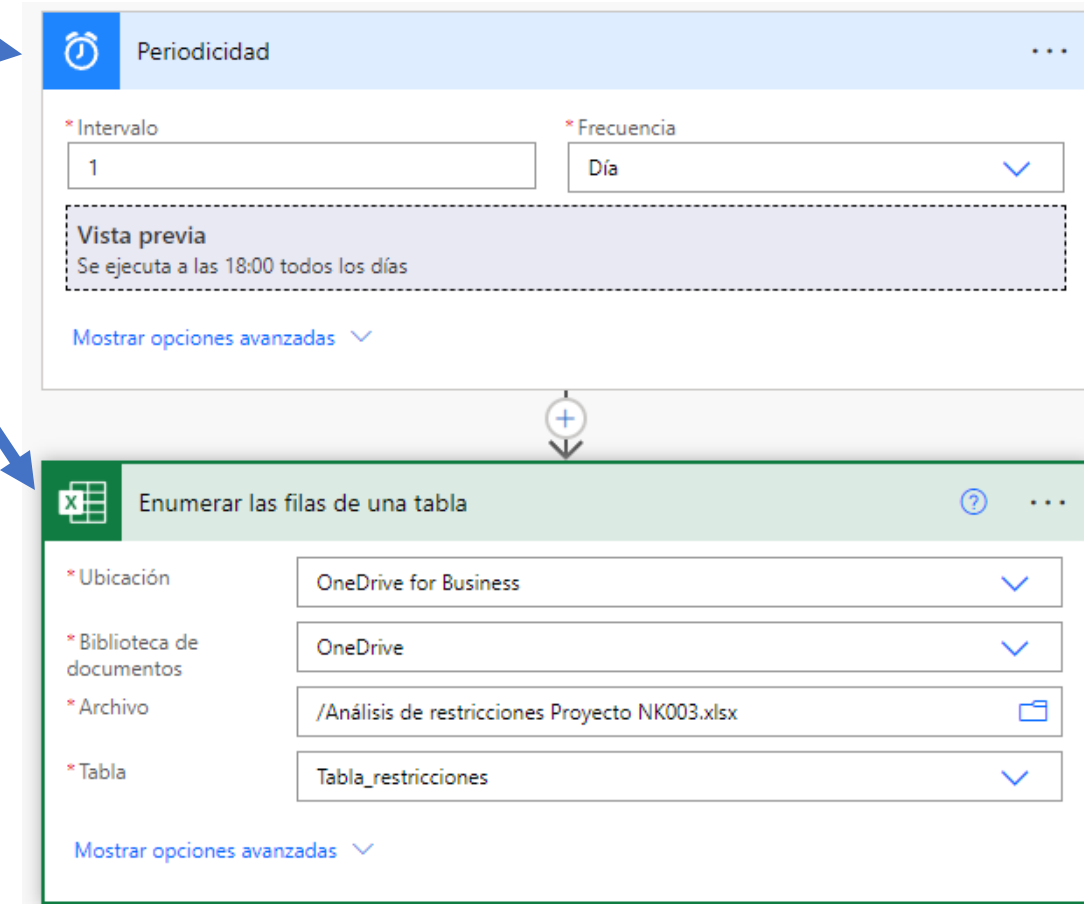 Periodicidad
* Intervalo
* Frecuencia
1
Día
Vista previa
Se ejecuta a las 18:00 todos los días
Mostrar opciones avanzadas
Enumerar las filas de una tabla
* Ubicación
OneDrive for Business
* Biblioteca de
documentos
OneDrive
* Archivo
/Análisis de restricciones Proyecto NK003.xlsx
* Tabla
Tabla_restricciones
Mostrar opciones avanzadas